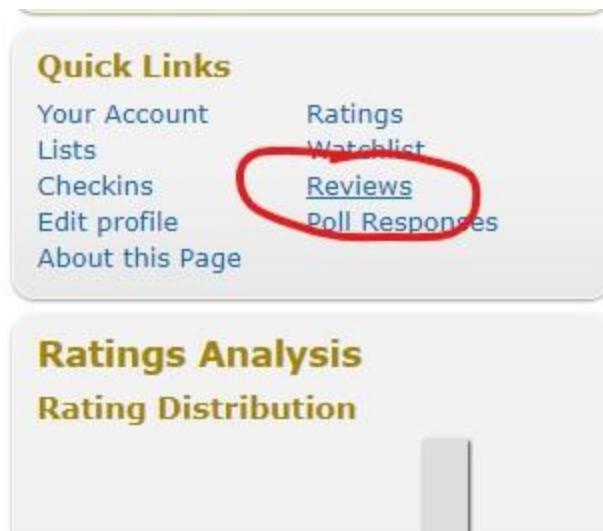 Quick Links
Your Account Ratings
Lists Watchlist
Checkins Reviews
Edit profile Poll Responses
About this Page
Ratings Analysis
Rating Distribution